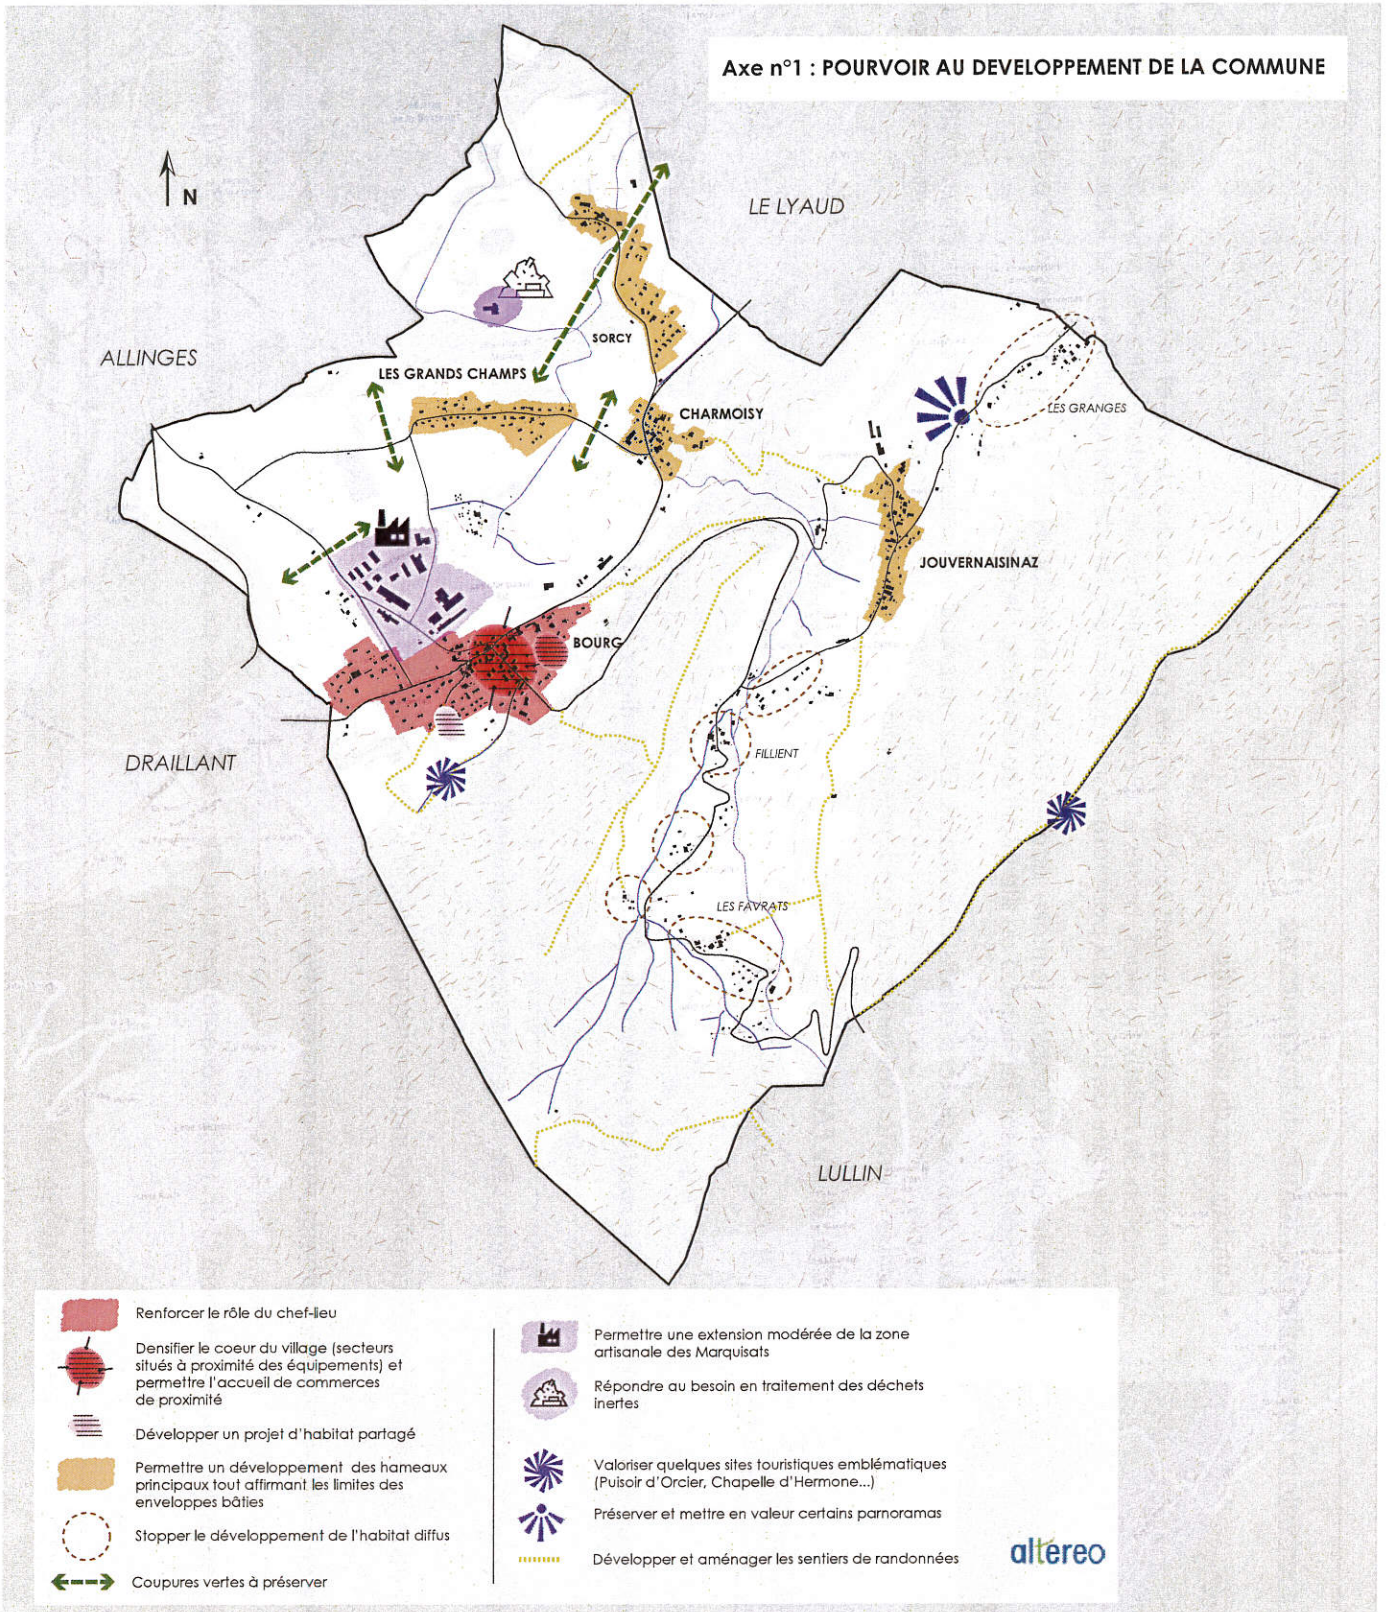 Axe n°1 : POURVOIR AU DEVELOPPEMENT DE LA COMMUNE
N
LE LYAUD
ALLINGES
SORCY
LES GRANDS CHAMPS
CHARMOISY
LES GRANGES
JOUVERNAISINAZ
BOURG
DRAILLANT
FILLIENT
LES FAVRATS
LULLIN
Renforcer le rôle du chef-lieu
Densifier le coeur du village (secteurs
situés à proximité des équipements) et
permettre l'accueil de commerces
de proximité
Développer un projet d'habitat partagé
Permettre un développement des hameaux
principaux tout affirmant les limites des
enveloppes bâties
Stopper le développement de l'habitat diffus
Coupures vertes à préserver
Permettre une extension modérée de la zone
artisanale des Marquisats
Répondre au besoin en traitement des déchets
inertes
Valoriser quelques sites touristiques emblématiques
(Puisoir d'Orcier, Chapelle d'Hermone...)
Préserver et mettre en valeur certains parnoramas
Développer et aménager les sentiers de randonnées
altereo